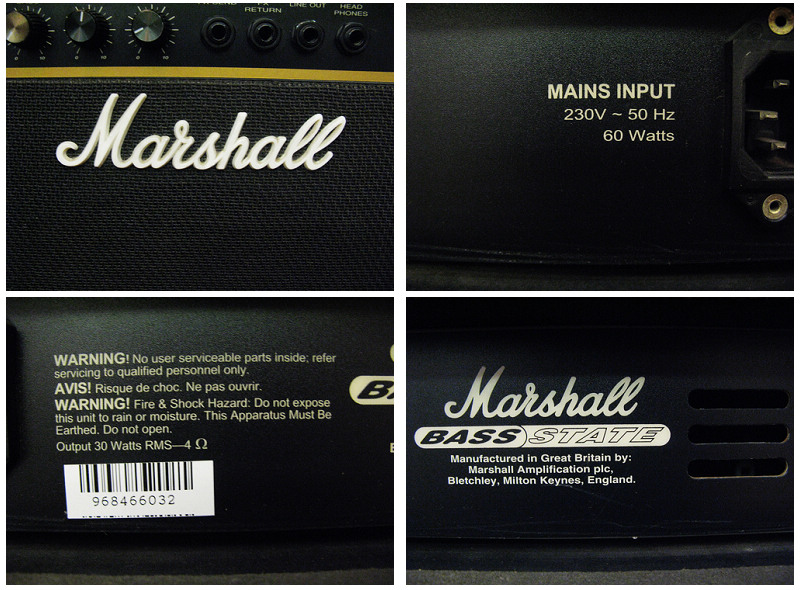 RETURN
LINE OUT
HEAD
PHONES
Marshall
MAINS INPUT
230V ~ 50 Hz
60 Watts
WARNING! No user serviceable parts inside; refer
servicing to qualified personnel only.
AVIS! Risque de choc. Ne pas ouvrir.
WARNING! Fire & Shock Hazard: Do not expose
this unit to rain or moisture. This Apparatus Must Be
Earthed. Do not open.
Output 30 Watts RMS—4 Ω
968466032
Marshall
BASS STATE
Manufactured in Great Britain by:
Marshall Amplification plc,
Bletchley, Milton Keynes, England.